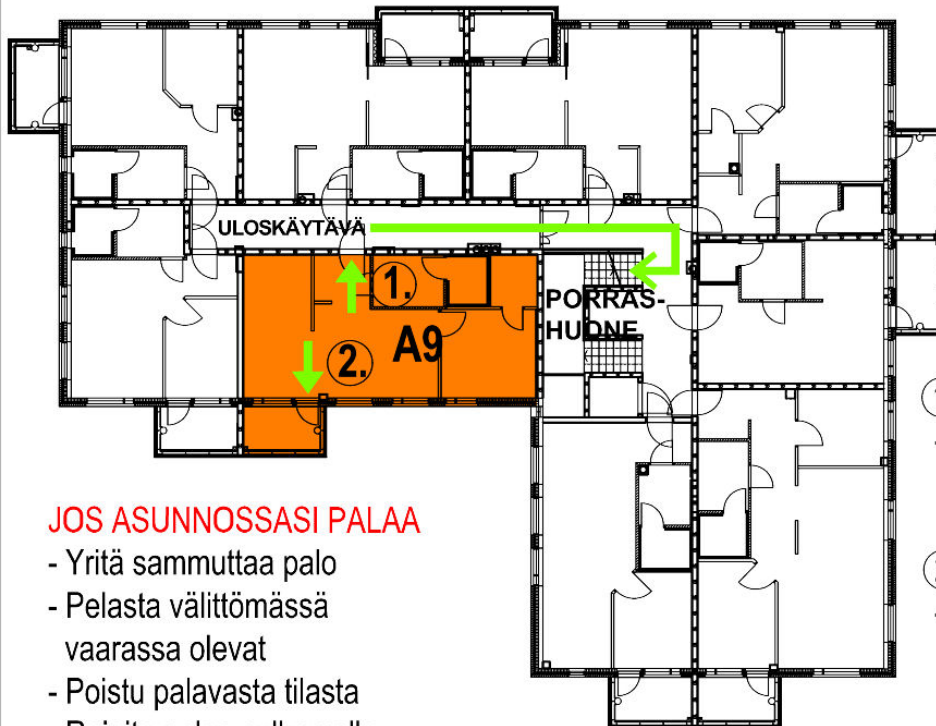 ULOSKÄYTÄVÄ
1.
PORRAS-
HUONE
A9
2.
JOS ASUNNOSSASI PALAA
- Yritä sammuttaa palo
- Pelasta välittömässä
vaarassa olevat
- Poistu palavasta tilasta